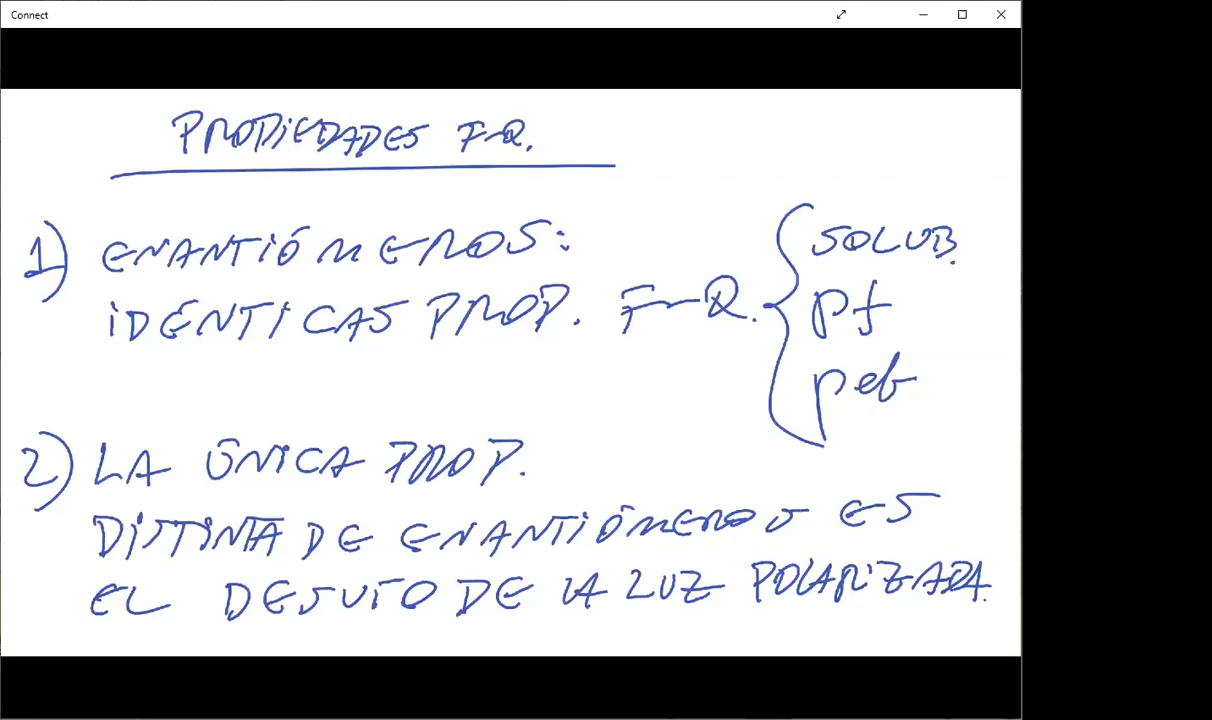 Connect
PROPIEDADES F-Q.
1) ENANTIÓMEROS: SOLUB.
IDENTICAS PROP. F-Q. pf
peb
2) LA ÚNICA PROP.
DISTINTA DE ENANTIÓMEROS ES
EL DESVÍO DE LA LUZ POLARIZADA.